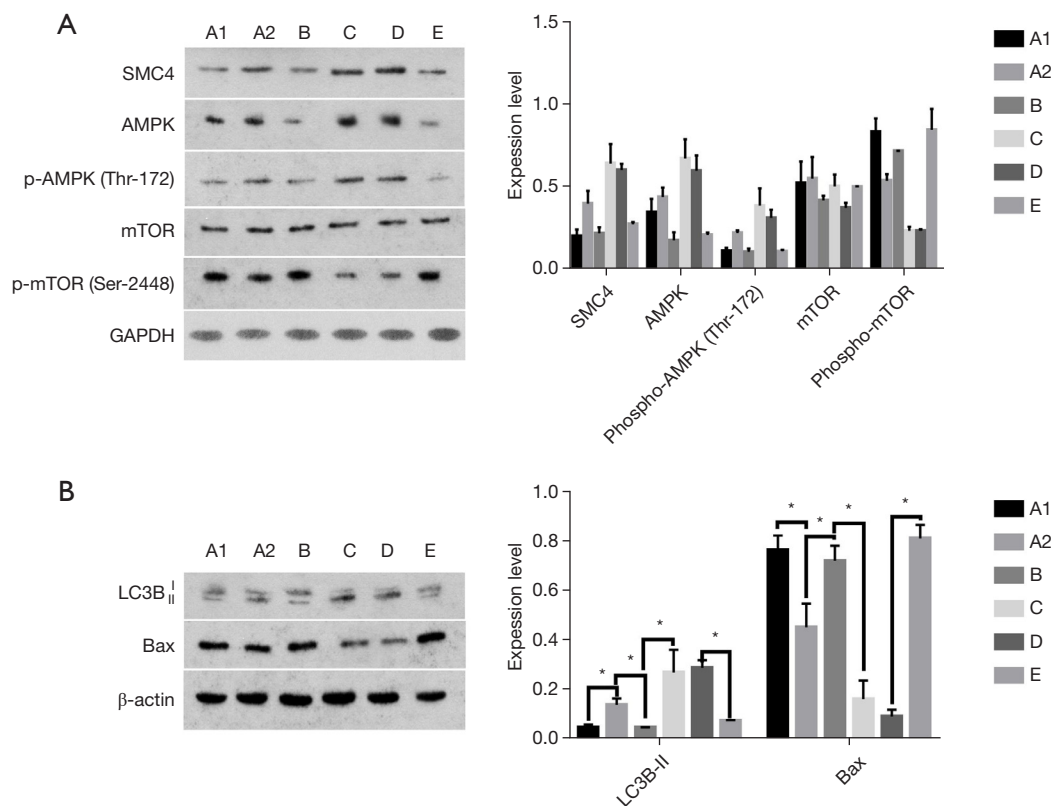 A
A1 A2 B C D E
SMC4
AMPK
p-AMPK (Thr-172)
mTOR
p-mTOR (Ser-2448)
GAPDH
Expession level
1.5
1.0
0.5
0.0
SMC4
AMPK
Phospho-AMPK (Thr-172)
mTOR
Phospho-mTOR
A1
A2
B
C
D
E
B
A1 A2 B C D E
LC3B I
II
Bax
β-actin
Expession level
1.0
0.8
0.6
0.4
0.2
0.0
* * * *
* * * *
LC3B-II
Bax
A1
A2
B
C
D
E